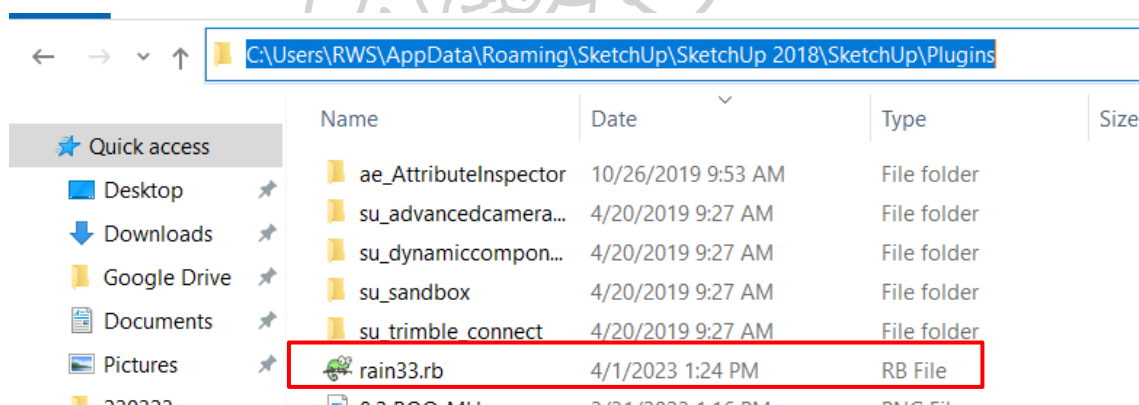 C:\Users\RWS\AppData\Roaming\SketchUp\SketchUp 2018\SketchUp\Plugins
Name Date Type Size
Quick access
Desktop
Downloads
Google Drive
Documents
Pictures
ae_AttributeInspector 10/26/2019 9:53 AM File folder
su_advancedcamera... 4/20/2019 9:27 AM File folder
su_dynamiccompon... 4/20/2019 9:27 AM File folder
su_sandbox 4/20/2019 9:27 AM File folder
su_trimble_connect 4/20/2019 9:27 AM File folder
rain33.rb 4/1/2023 1:24 PM RB File